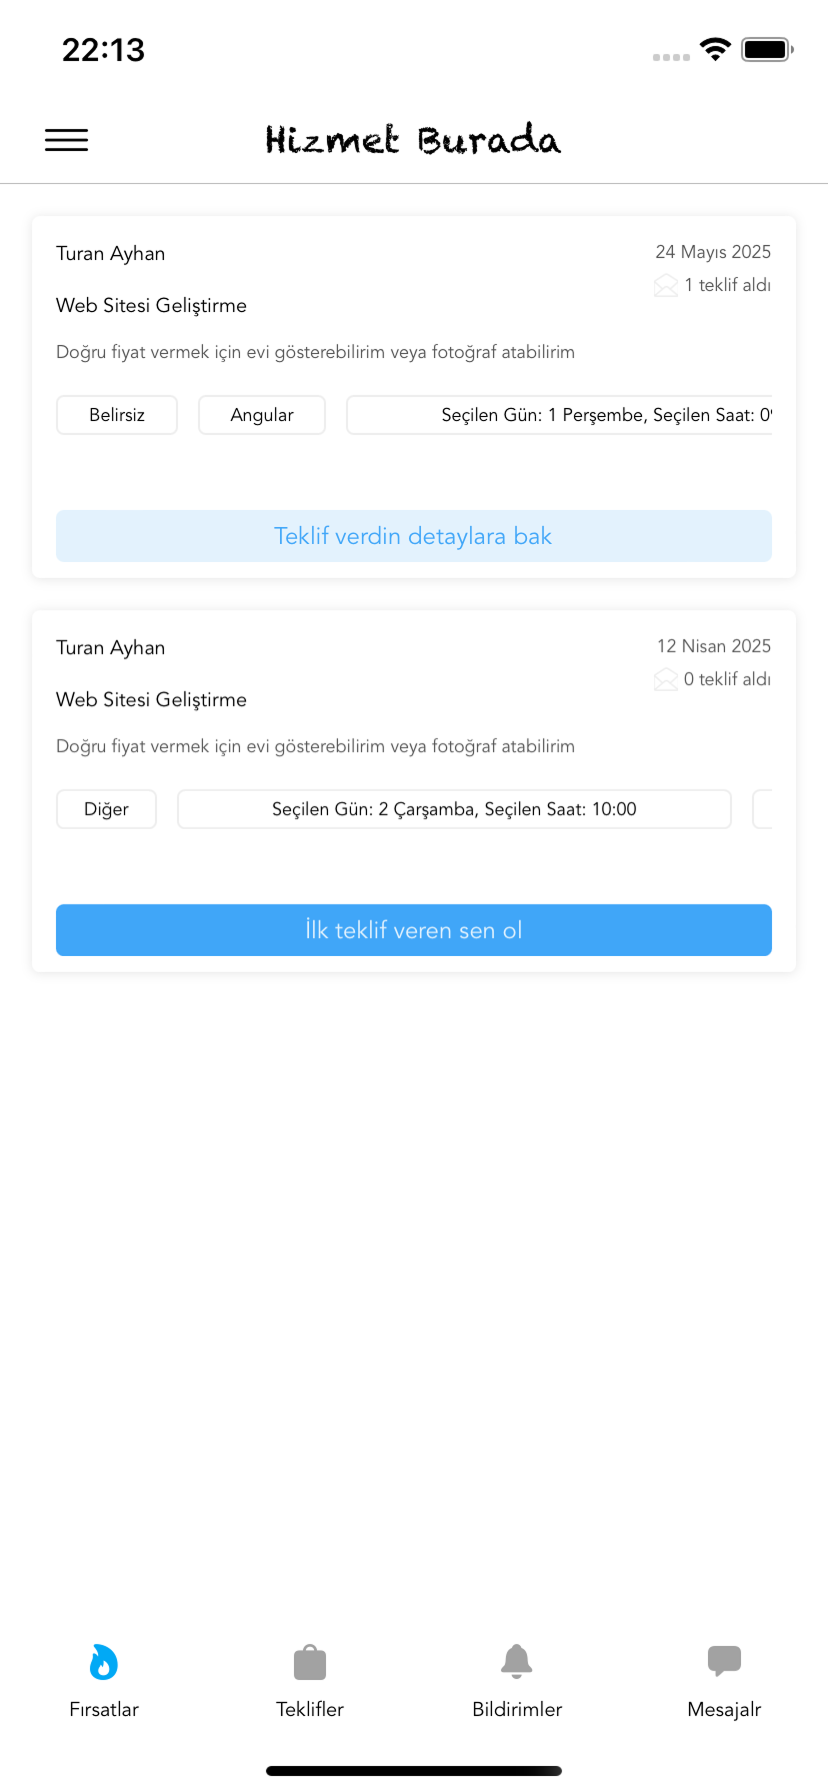 22:13
Hizmet Burada
Turan Ayhan
24 Mayıs 2025
1 teklif aldı
Web Sitesi Geliştirme
Doğru fiyat vermek için evi gösterebilirim veya fotoğraf atabilirim
Belirsiz
Angular
Seçilen Gün: 1 Perşembe, Seçilen Saat: 09
Teklif verdin detaylara bak
Turan Ayhan
12 Nisan 2025
0 teklif aldı
Web Sitesi Geliştirme
Doğru fiyat vermek için evi gösterebilirim veya fotoğraf atabilirim
Diğer
Seçilen Gün: 2 Çarşamba, Seçilen Saat: 10:00
İlk teklif veren sen ol
Fırsatlar
Teklifler
Bildirimler
Mesajalr